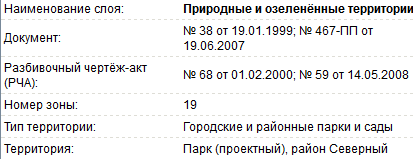 Наименование слоя: Природные и озеленённые территории
Документ: № 38 от 19.01.1999; № 467-ПП от
19.06.2007
Разбивочный чертёж-акт
(РЧА): № 68 от 01.02.2000; № 59 от 14.05.2008
Номер зоны: 19
Тип территории: Городские и районные парки и сады
Территория: Парк (проектный), район Северный